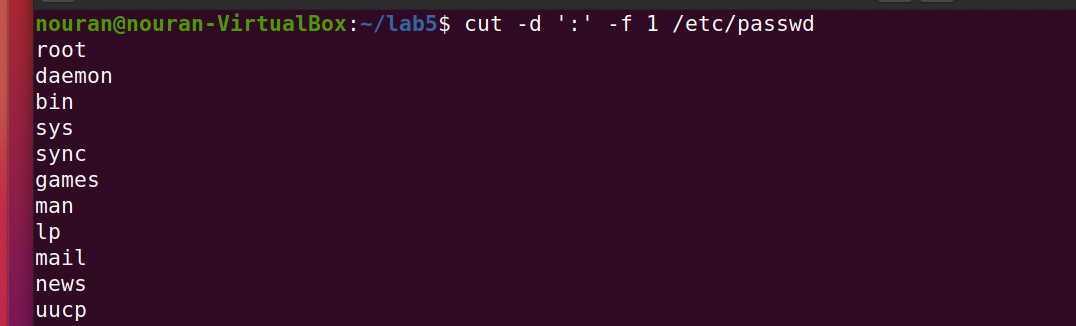 nouran@nouran-VirtualBox:~/lab5$ cut -d ':' -f 1 /etc/passwd
root
daemon
bin
sys
sync
games
man
lp
mail
news
uucp